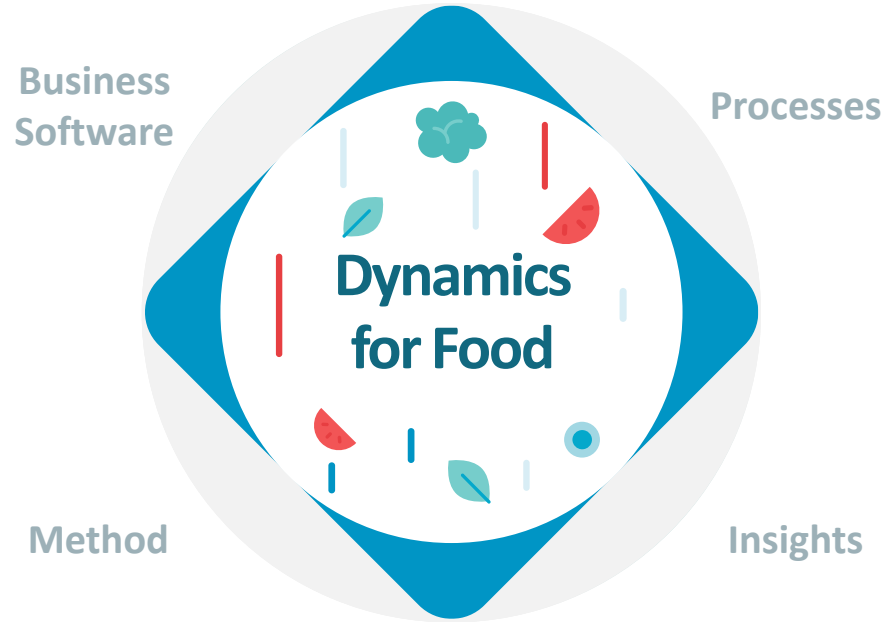 Business
Software
Processes
Dynamics
for Food
Method
Insights